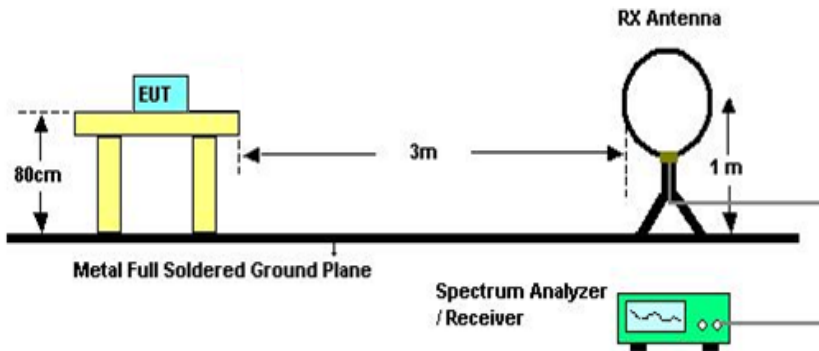 RX Antenna
EUT
3m
80cm
1 m
Metal Full Soldered Ground Plane
Spectrum Analyzer
/ Receiver